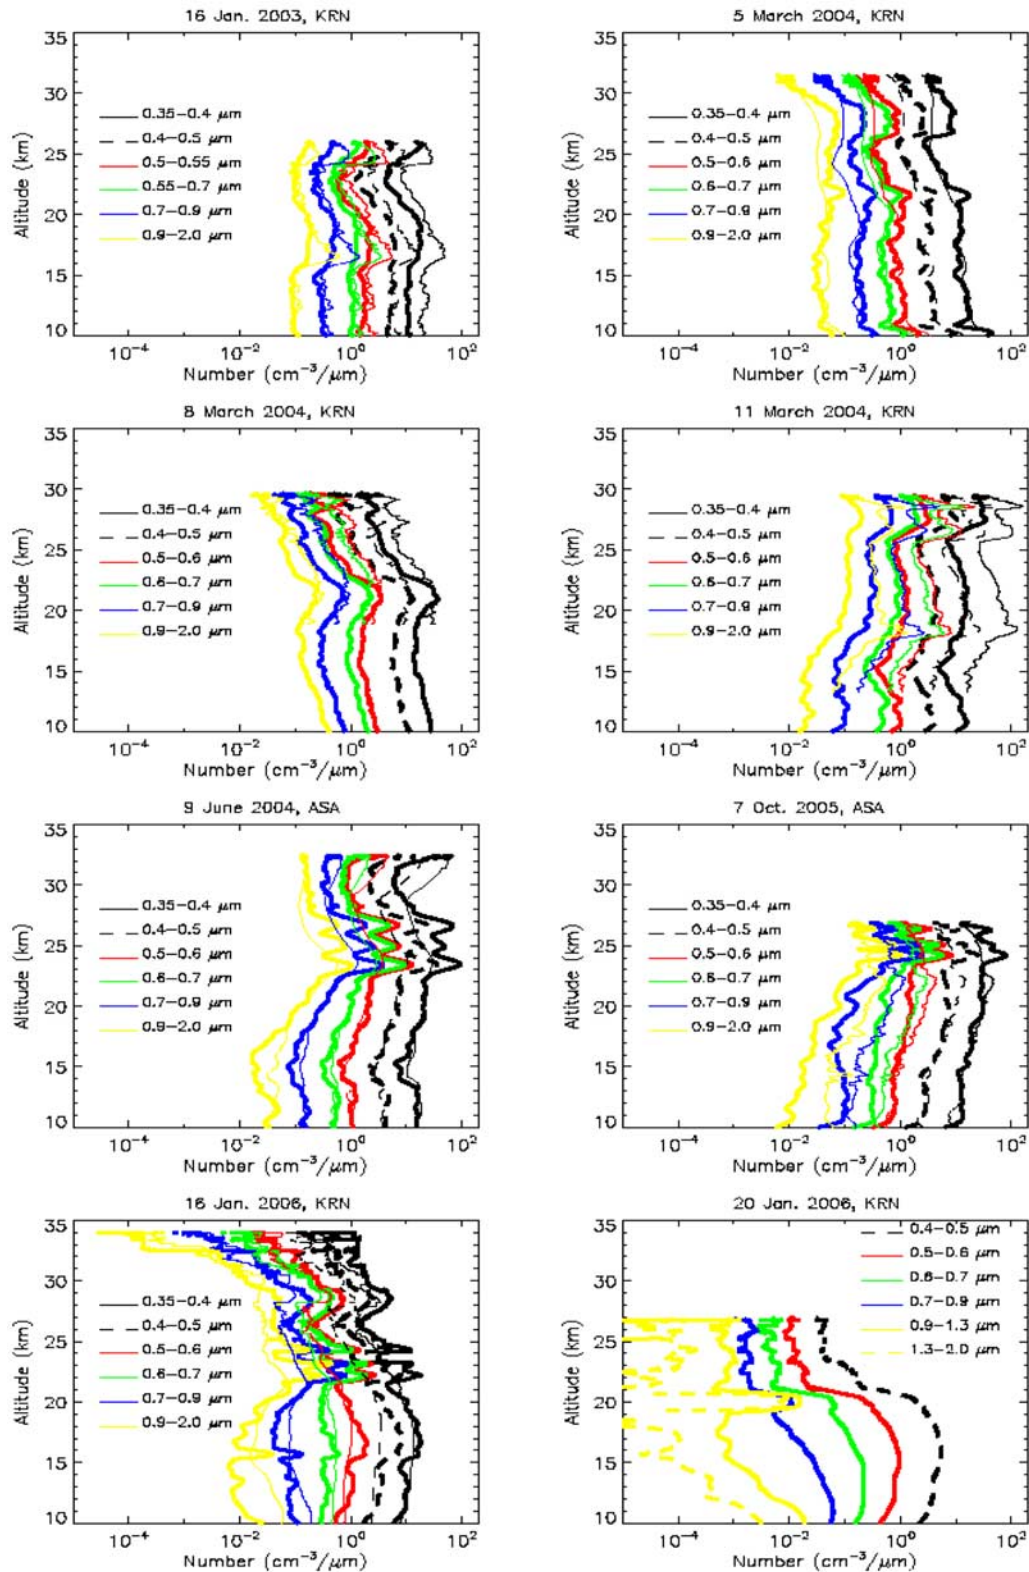 16 Jan. 2003, KRN
35
30
25
20
15
10
Altitude (km)
0.35-0.4 μm
0.4-0.5 μm
0.5-0.55 μm
0.55-0.7 μm
0.7-0.9 μm
0.9-2.0 μm
10⁻⁴ 10⁻² 10⁰ 10²
Number (cm⁻³/μm)
5 March 2004, KRN
35
30
25
20
15
10
Altitude (km)
0.35-0.4 μm
0.4-0.5 μm
0.5-0.6 μm
0.6-0.7 μm
0.7-0.9 μm
0.9-2.0 μm
10⁻⁴ 10⁻² 10⁰ 10²
Number (cm⁻³/μm)
8 March 2004, KRN
35
30
25
20
15
10
Altitude (km)
0.35-0.4 μm
0.4-0.5 μm
0.5-0.6 μm
0.6-0.7 μm
0.7-0.9 μm
0.9-2.0 μm
10⁻⁴ 10⁻² 10⁰ 10²
Number (cm⁻³/μm)
11 March 2004, KRN
35
30
25
20
15
10
Altitude (km)
0.35-0.4 μm
0.4-0.5 μm
0.5-0.6 μm
0.6-0.7 μm
0.7-0.9 μm
0.9-2.0 μm
10⁻⁴ 10⁻² 10⁰ 10²
Number (cm⁻³/μm)
9 June 2004, ASA
35
30
25
20
15
10
Altitude (km)
0.35-0.4 μm
0.4-0.5 μm
0.5-0.6 μm
0.6-0.7 μm
0.7-0.9 μm
0.9-2.0 μm
10⁻⁴ 10⁻² 10⁰ 10²
Number (cm⁻³/μm)
7 Oct. 2005, ASA
35
30
25
20
15
10
Altitude (km)
0.35-0.4 μm
0.4-0.5 μm
0.5-0.6 μm
0.6-0.7 μm
0.7-0.9 μm
0.9-2.0 μm
10⁻⁴ 10⁻² 10⁰ 10²
Number (cm⁻³/μm)
16 Jan. 2006, KRN
35
30
25
20
15
10
Altitude (km)
0.35-0.4 μm
0.4-0.5 μm
0.5-0.6 μm
0.6-0.7 μm
0.7-0.9 μm
0.9-2.0 μm
10⁻⁴ 10⁻² 10⁰ 10²
Number (cm⁻³/μm)
20 Jan. 2006, KRN
35
30
25
20
15
10
Altitude (km)
0.4-0.5 μm
0.5-0.6 μm
0.6-0.7 μm
0.7-0.9 μm
0.9-1.3 μm
1.3-2.0 μm
10⁻⁴ 10⁻² 10⁰ 10²
Number (cm⁻³/μm)